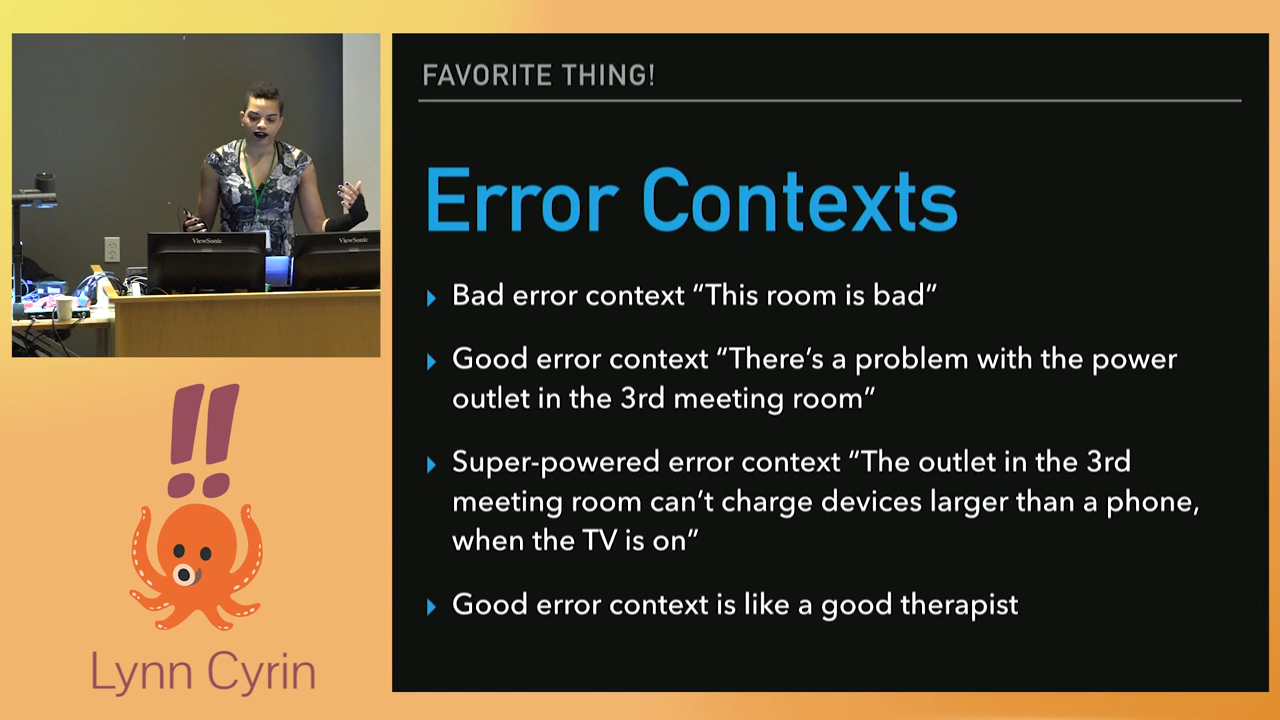 FAVORITE THING!
Error Contexts
Bad error context “This room is bad”
Good error context “There’s a problem with the power
outlet in the 3rd meeting room”
Super-powered error context “The outlet in the 3rd
meeting room can’t charge devices larger than a phone,
when the TV is on”
Good error context is like a good therapist
ViewSonic
ViewSonic
!!
Lynn Cyrin